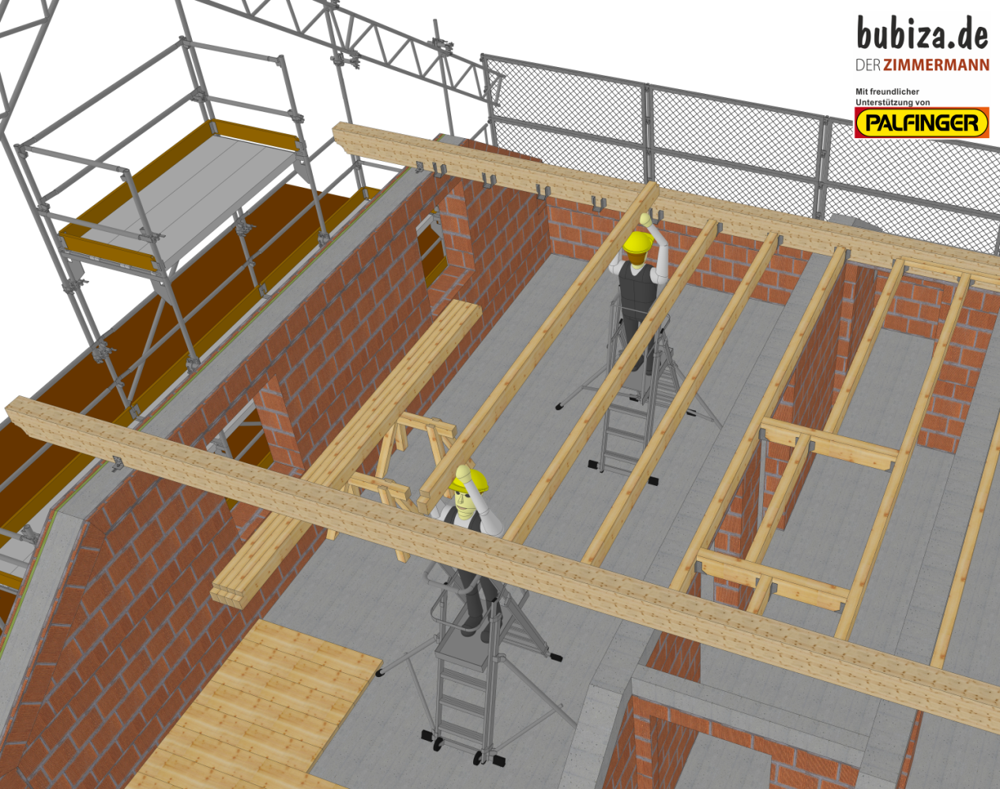 bubiza.de
DER ZIMMERMANN
Mit freundlicher
Unterstützung von
PALFINGER